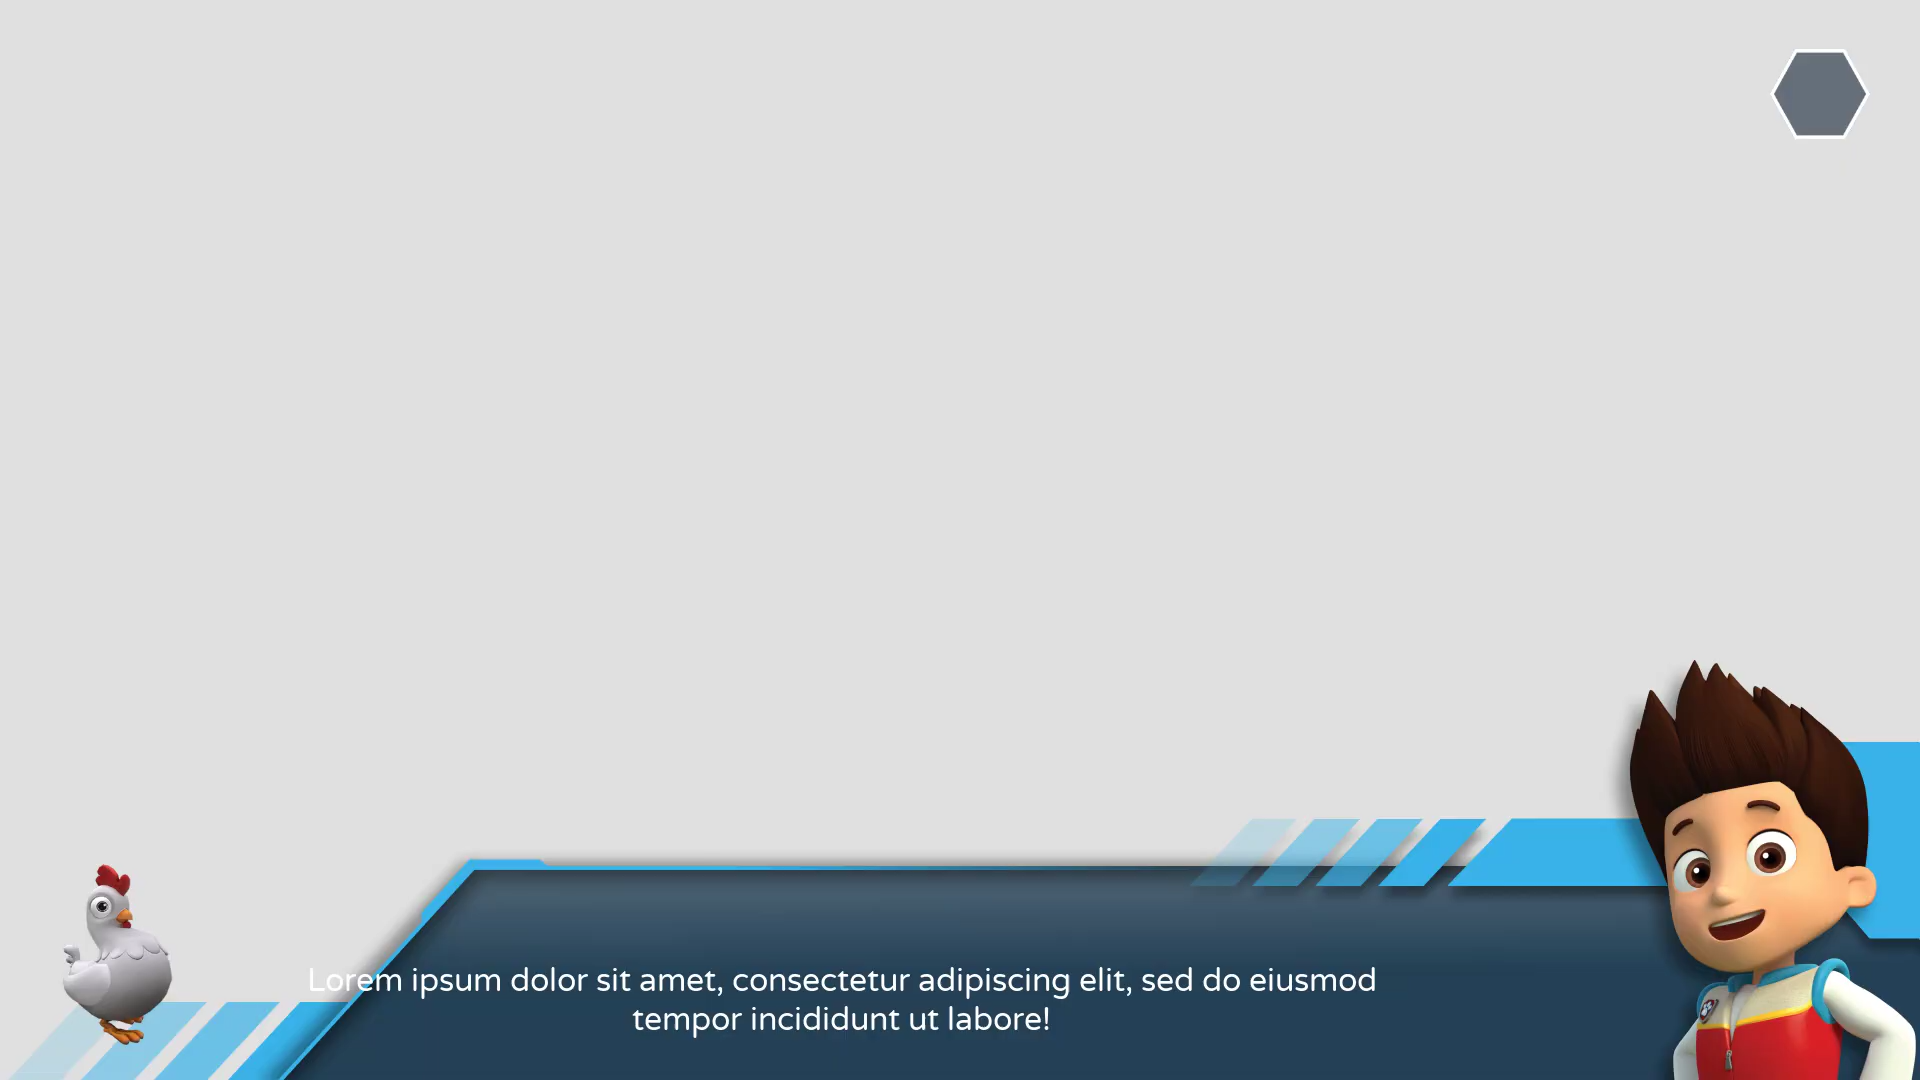 Lorem ipsum dolor sit amet, consectetur adipiscing elit, sed do eiusmod
tempor incididunt ut labore!